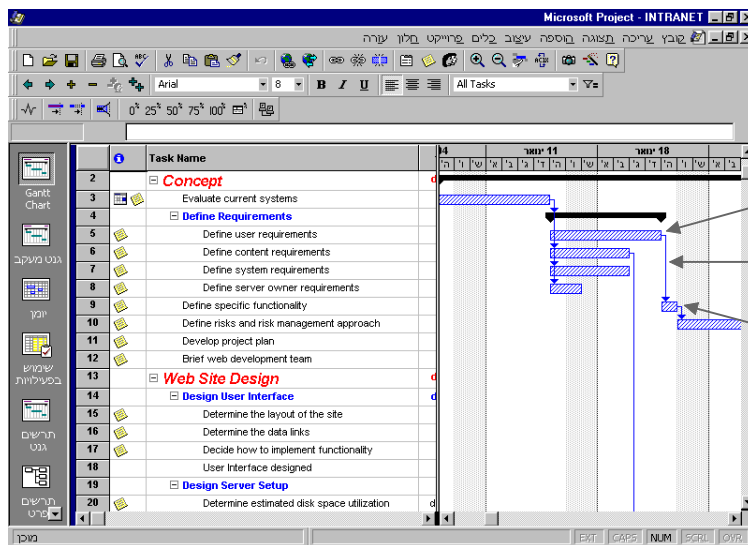 Microsoft Project - INTRANET
קובץ עריכה תצוגה הוספה עיצוב כלים פרוייקט חלון עזרה
Arial 8 B I U All Tasks
0% 25% 50% 75% 100%
Task Name
11 ינואר 18 ינואר
ה' ו' ש' א' ב' ג' ד' ה' ו' ש' א' ב' ג' ד' ה' ו' ש' א' ב'
2 Concept
3 Evaluate current systems
4 Define Requirements
5 Define user requirements
6 Define content requirements
7 Define system requirements
8 Define server owner requirements
9 Define specific functionality
10 Define risks and risk management approach
11 Develop project plan
12 Brief web development team
13 Web Site Design
14 Design User Interface
15 Determine the layout of the site
16 Determine the data links
17 Decide how to implement functionality
18 User Interface designed
19 Design Server Setup
20 Determine estimated disk space utilization
Gantt
Chart
גנט מעקב
יומן
שימוש
בפעילויות
תרשים
גנט
תרשים
פרט
מוכן
EXT CAPS NUM SCRL OVR